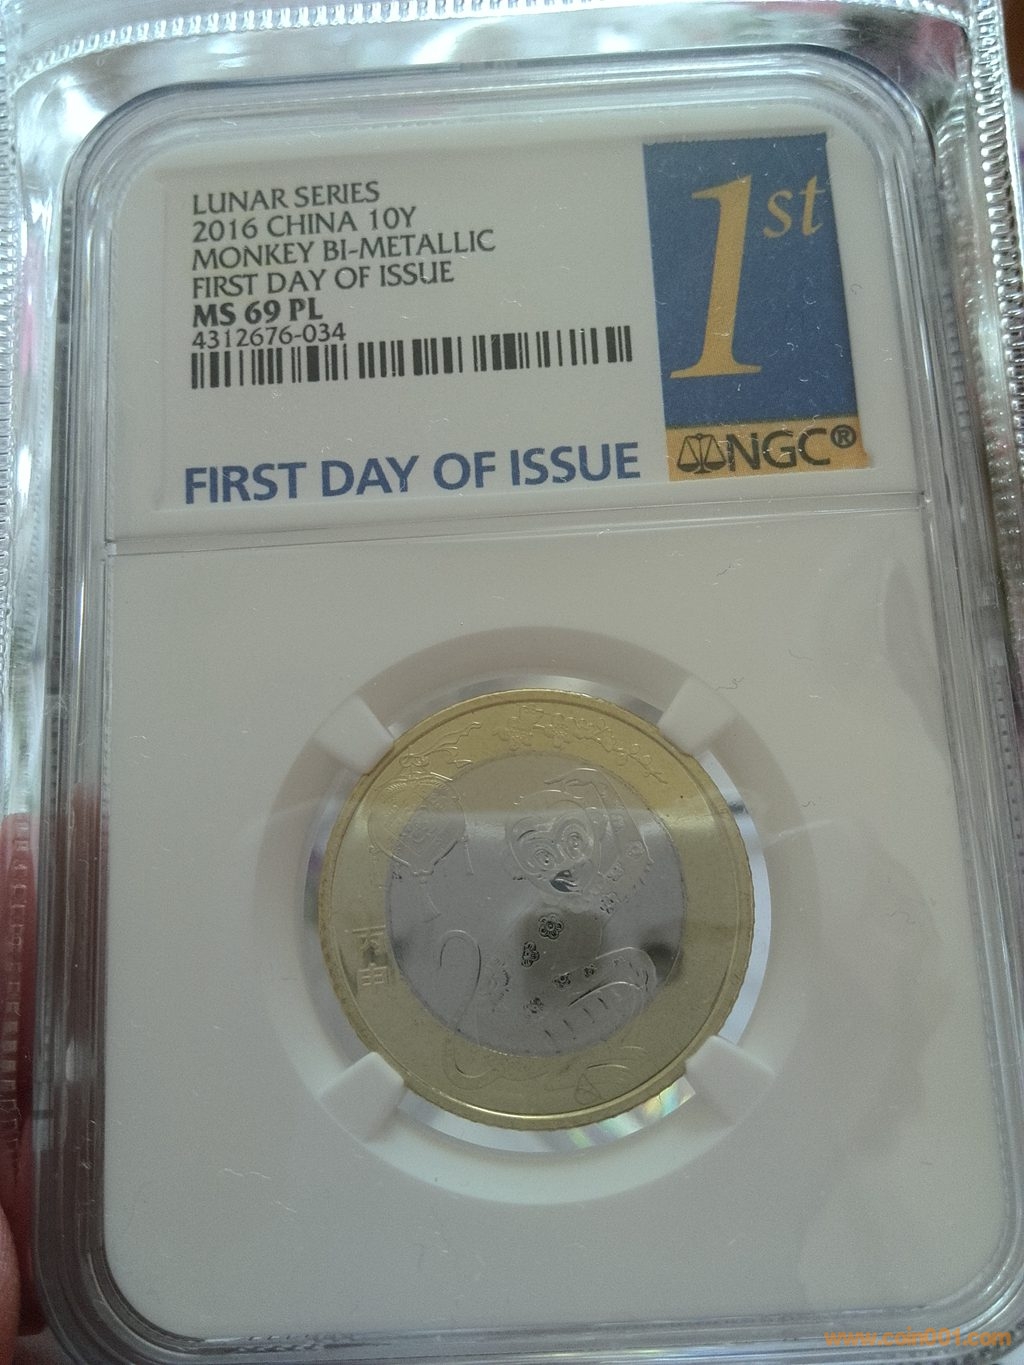 LUNAR SERIES
2016 CHINA 10Y
MONKEY BI-METALLIC
FIRST DAY OF ISSUE
MS 69 PL
4312676-034
FIRST DAY OF ISSUE
1st
NGC®
丙申
www.coin001.com